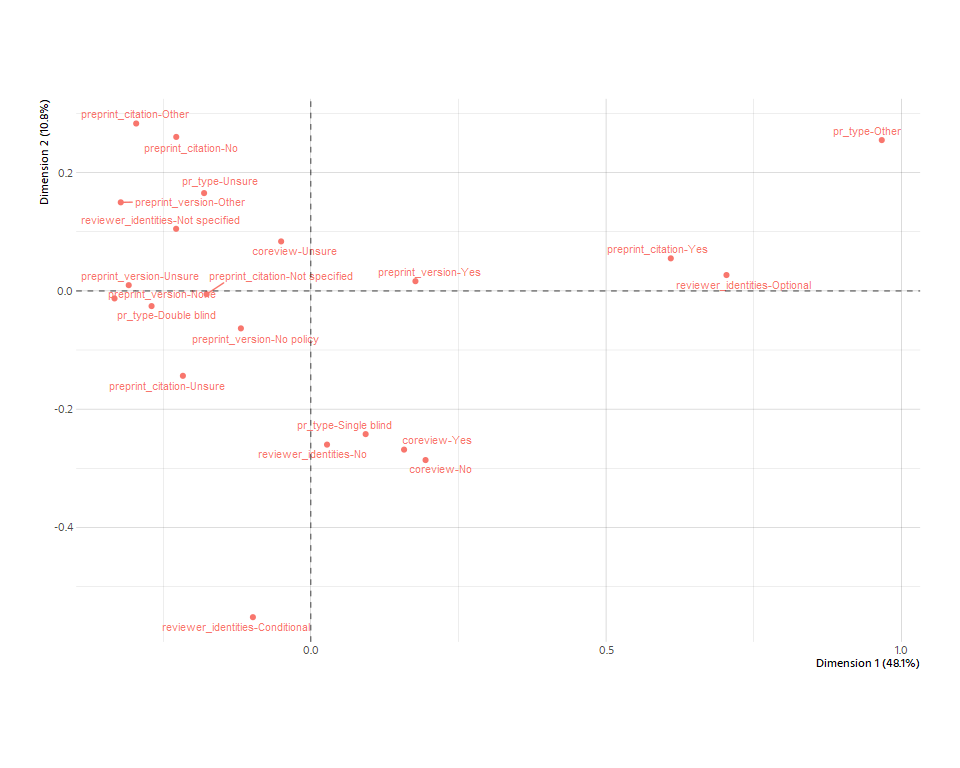 Dimension 2 (10.8%)
preprint_citation-Other
pr_type-Other
preprint_citation-No
0.2
pr_type-Unsure
preprint_version-Other
reviewer_identities-Not specified
coreview-Unsure
preprint_citation-Yes
preprint_version-Unsure
preprint_citation-Not specified
preprint_version-Yes
reviewer_identities-Optional
0.0
preprint_version-None
pr_type-Double blind
preprint_version-No policy
preprint_citation-Unsure
-0.2
pr_type-Single blind
coreview-Yes
reviewer_identities-No
coreview-No
-0.4
reviewer_identities-Conditional
0.0
0.5
1.0
Dimension 1 (48.1%)